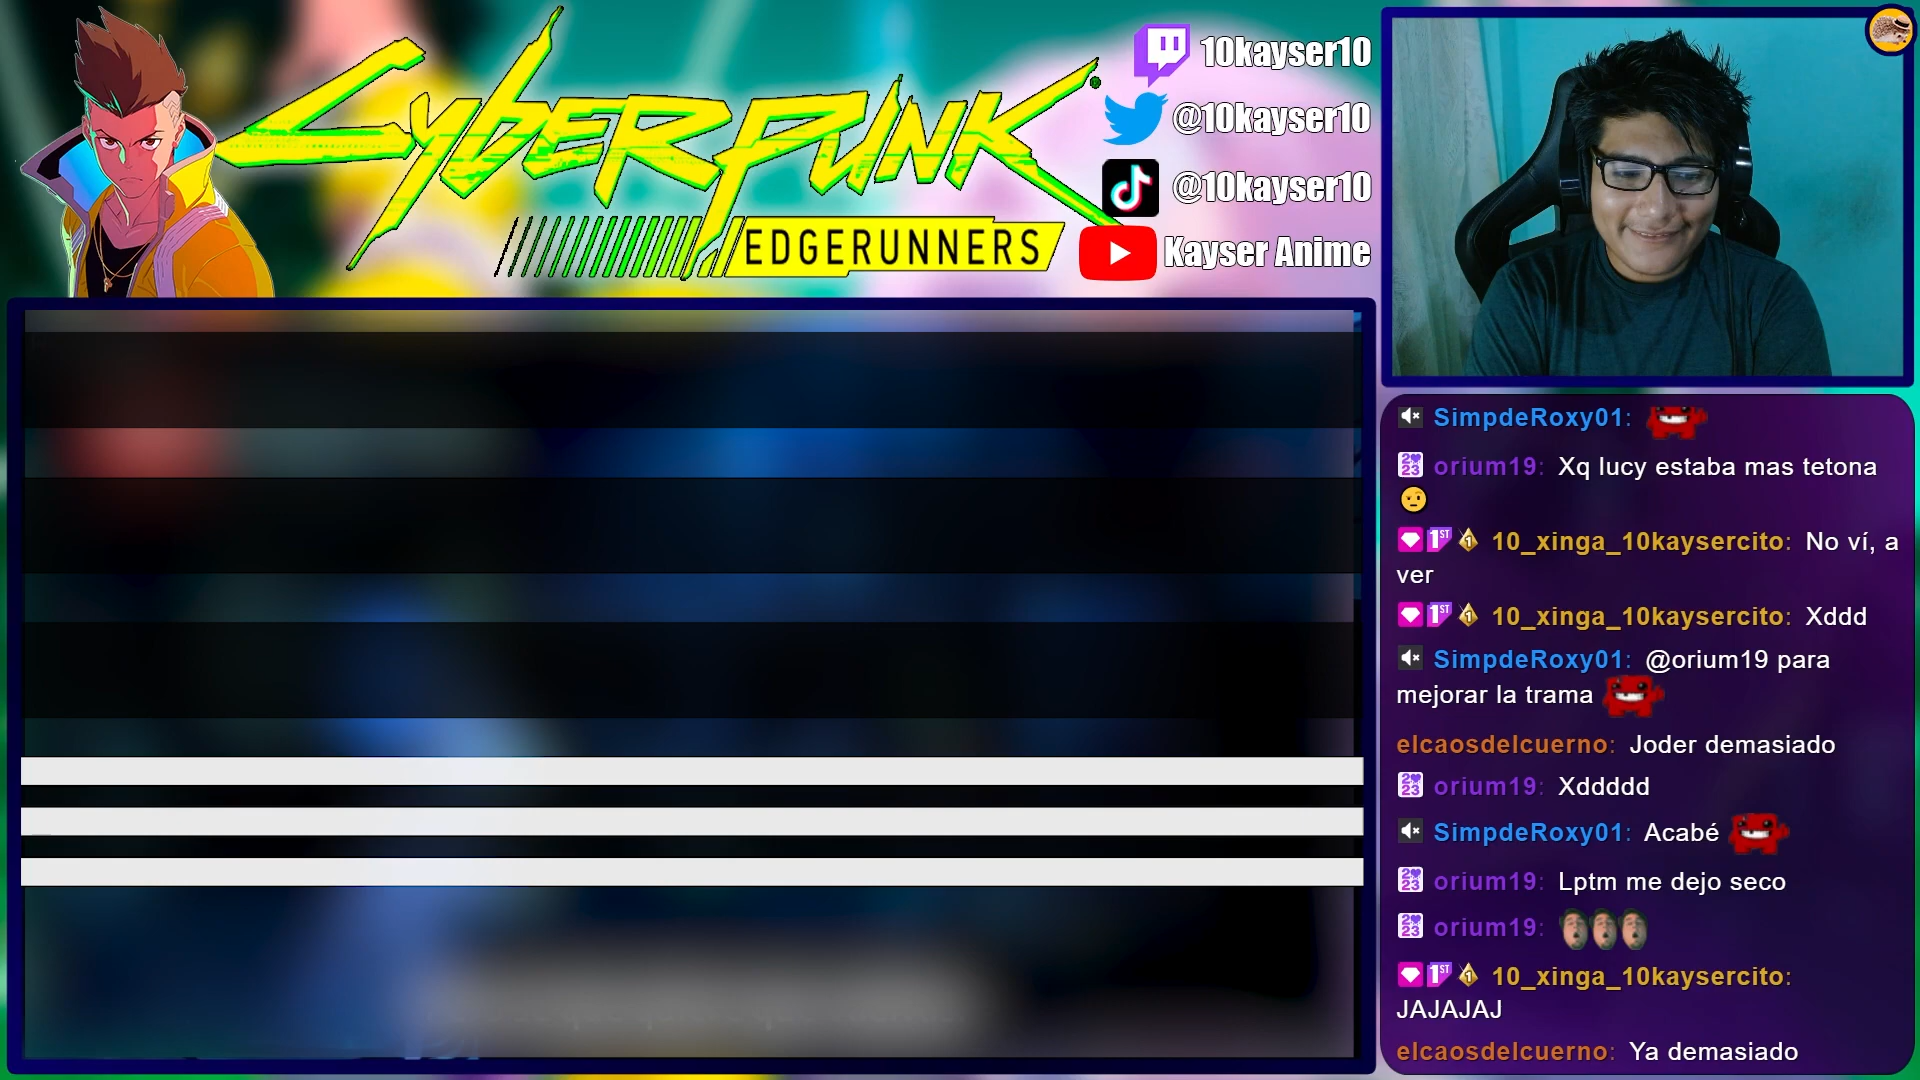 CYBERPUNK
EDGERUNNERS
10kayser10
@10kayser10
@10kayser10
Kayser Anime
SimpdeRoxy01:
orium19: Xq lucy estaba mas tetona
10_xinga_10kaysercito: No ví, a
ver
10_xinga_10kaysercito: Xddd
SimpdeRoxy01: @orium19 para
mejorar la trama
elcaosdelcuerno: Joder demasiado
orium19: Xddddd
SimpdeRoxy01: Acabé
orium19: Lptm me dejo seco
orium19:
10_xinga_10kaysercito:
JAJAJAJ
elcaosdelcuerno: Ya demasiado